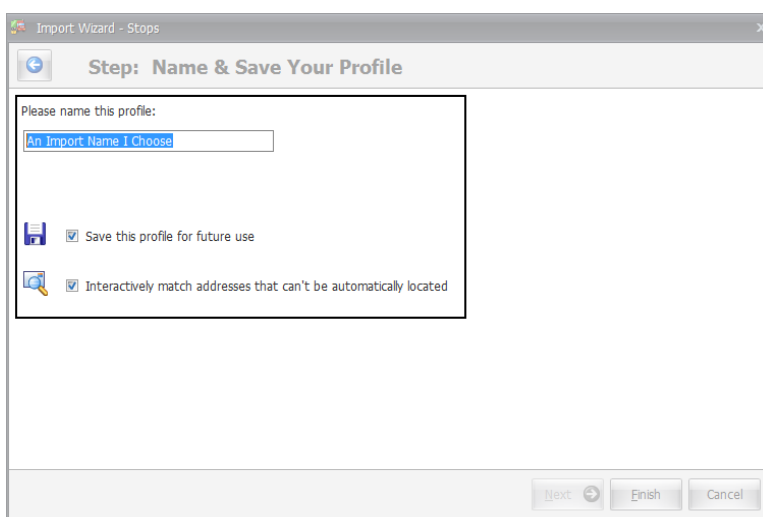 Import Wizard - Stops
Step: Name & Save Your Profile
Please name this profile:
An Import Name I Choose
Save this profile for future use
Interactively match addresses that can't be automatically located
Next Finish Cancel